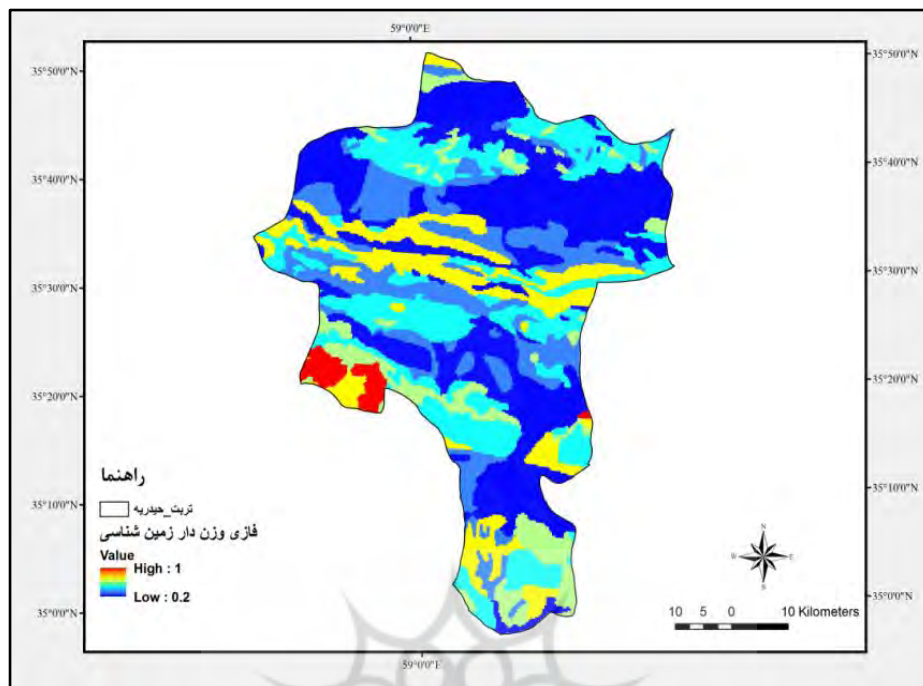 59°0'0"E
35°50'0"N
35°50'0"N
35°40'0"N
35°40'0"N
35°30'0"N
35°30'0"N
35°20'0"N
35°20'0"N
35°10'0"N
35°10'0"N
35°0'0"N
35°0'0"N
راهنما
تربت_حیدریه
فازی وزن دار زمین شناسی
Value
High : 1
Low : 0.2
N
W E
S
10 5 0 10 Kilometers
59°0'0"E